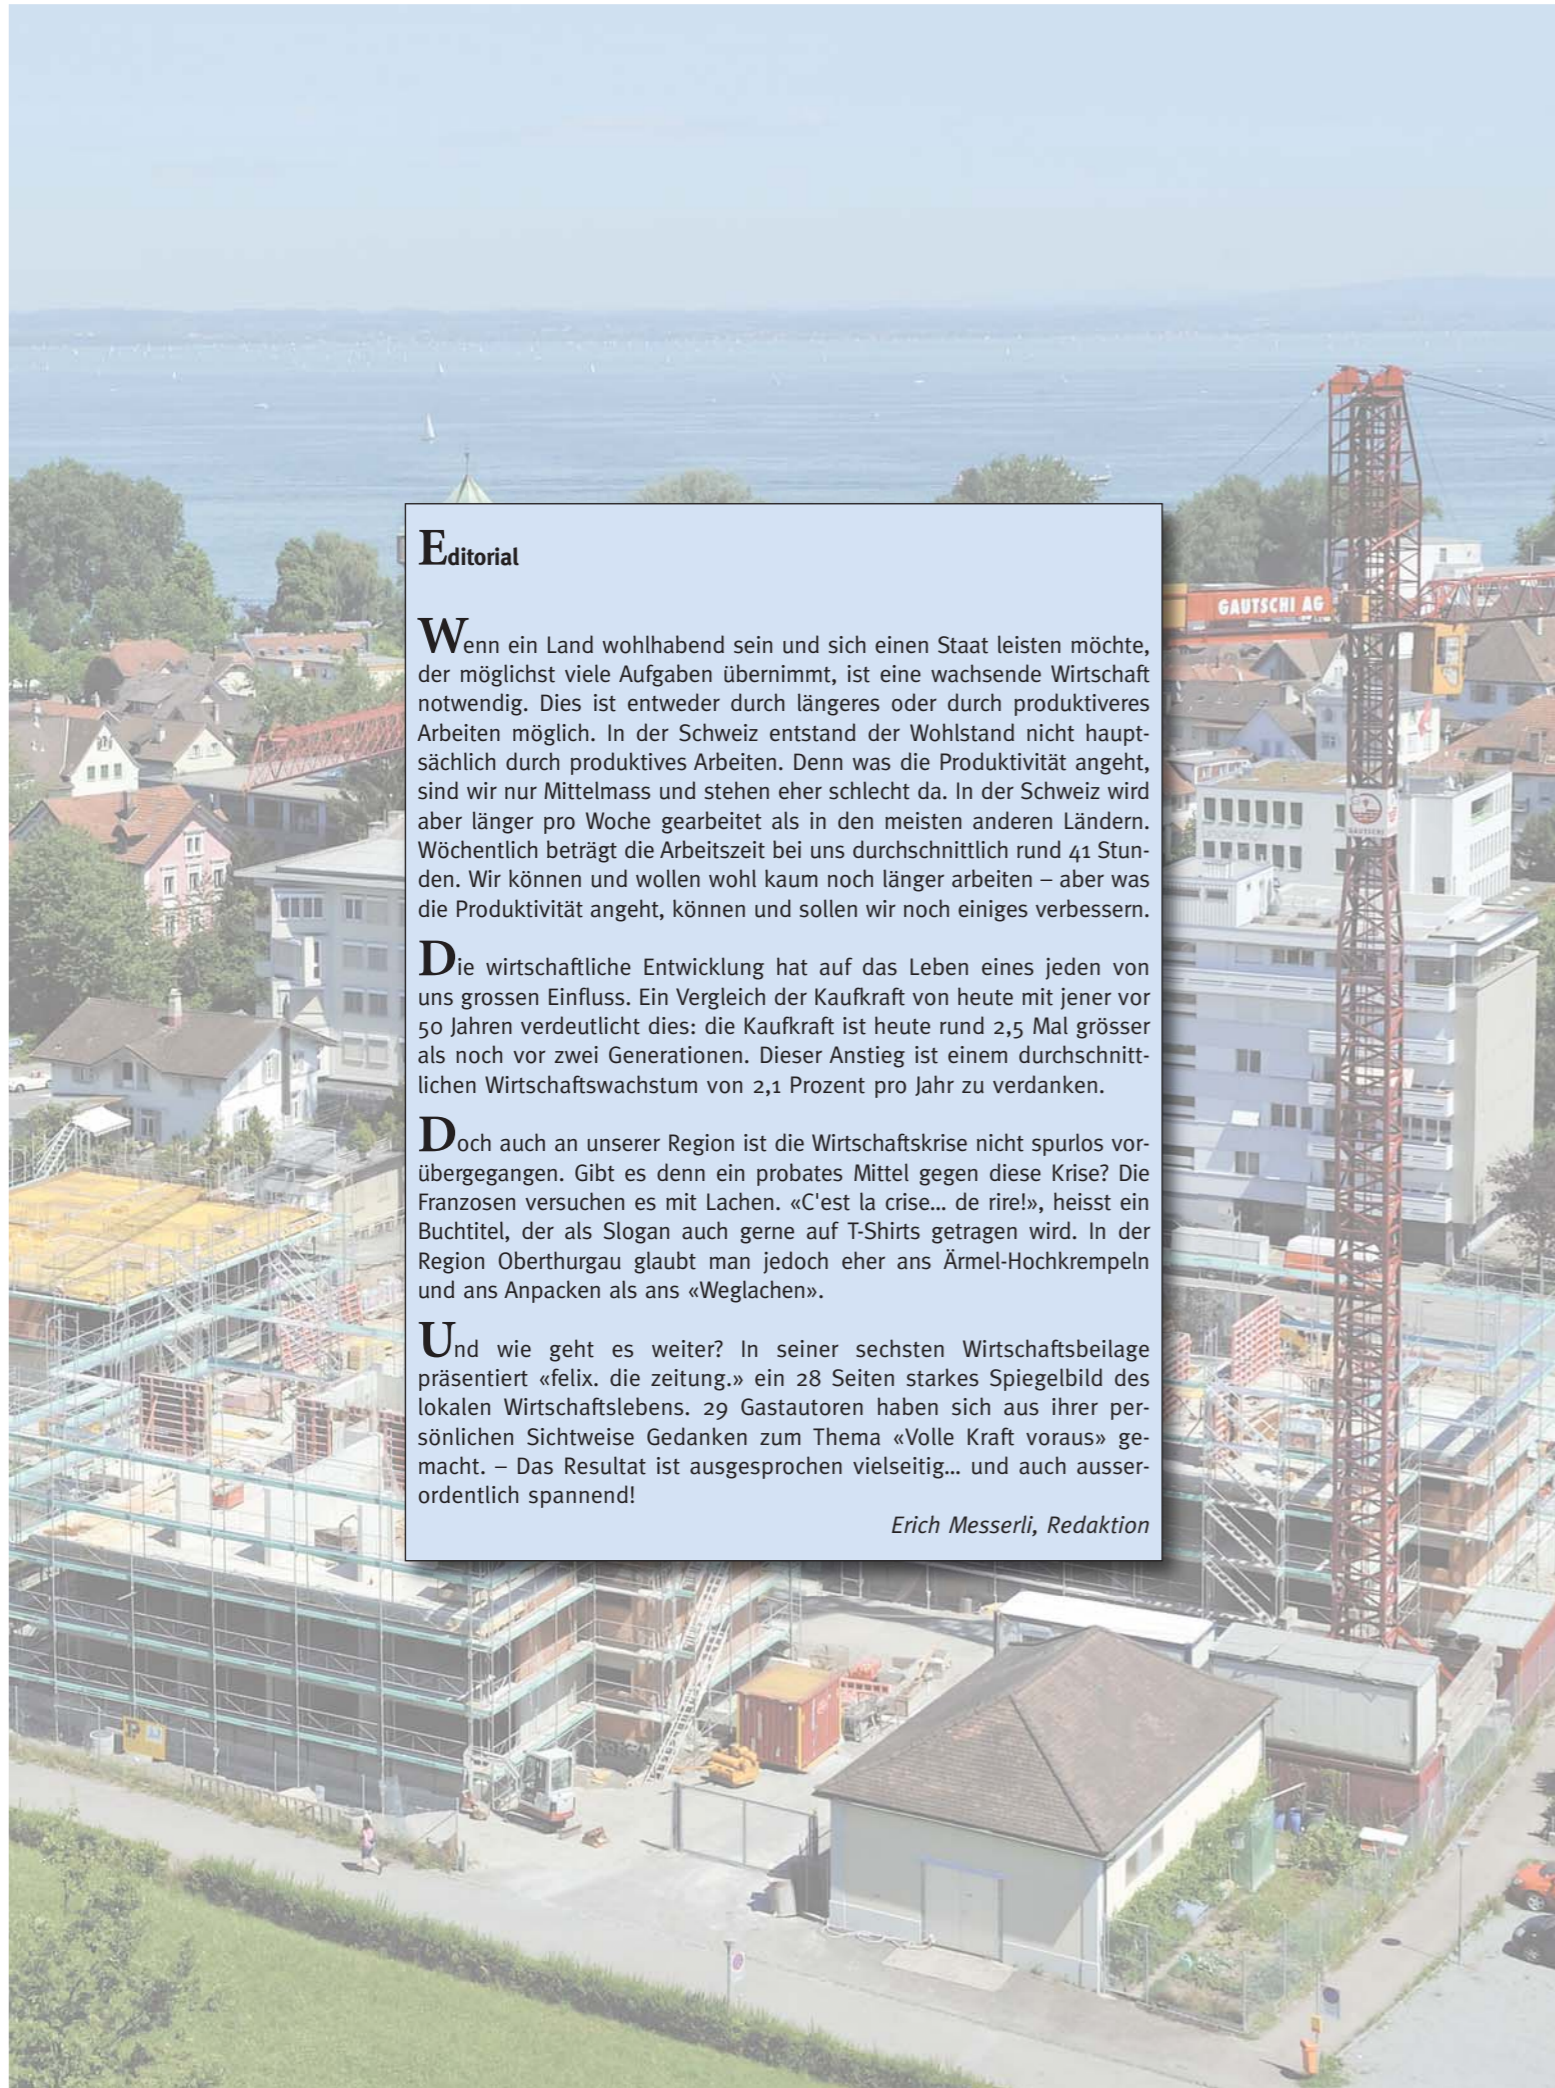 Editorial
Wenn ein Land wohlhabend sein und sich einen Staat leisten möchte,
der möglichst viele Aufgaben übernimmt, ist eine wachsende Wirtschaft
notwendig. Dies ist entweder durch längeres oder durch produktiveres
Arbeiten möglich. In der Schweiz entstand der Wohlstand nicht haupt-
sächlich durch produktives Arbeiten. Denn was die Produktivität angeht,
sind wir nur Mittelmass und stehen eher schlecht da. In der Schweiz wird
aber länger pro Woche gearbeitet als in den meisten anderen Ländern.
Wöchentlich beträgt die Arbeitszeit bei uns durchschnittlich rund 41 Stun-
den. Wir können und wollen wohl kaum noch länger arbeiten – aber was
die Produktivität angeht, können und sollen wir noch einiges verbessern.
Die wirtschaftliche Entwicklung hat auf das Leben eines jeden von
uns grossen Einfluss. Ein Vergleich der Kaufkraft von heute mit jener vor
50 Jahren verdeutlicht dies: die Kaufkraft ist heute rund 2,5 Mal grösser
als noch vor zwei Generationen. Dieser Anstieg ist einem durchschnitt-
lichen Wirtschaftswachstum von 2,1 Prozent pro Jahr zu verdanken.
Doch auch an unserer Region ist die Wirtschaftskrise nicht spurlos vor-
übergegangen. Gibt es denn ein probates Mittel gegen diese Krise? Die
Franzosen versuchen es mit Lachen. «C'est la crise... de rire!», heisst ein
Buchtitel, der als Slogan auch gerne auf T-Shirts getragen wird. In der
Region Oberthurgau glaubt man jedoch eher ans Ärmel-Hochkrempeln
und ans Anpacken als ans «Weglachen».
Und wie geht es weiter? In seiner sechsten Wirtschaftsbeilage
präsentiert «felix. die zeitung.» ein 28 Seiten starkes Spiegelbild des
lokalen Wirtschaftslebens. 29 Gastautoren haben sich aus ihrer per-
sönlichen Sichtweise Gedanken zum Thema «Volle Kraft voraus» ge-
macht. – Das Resultat ist ausgesprochen vielseitig... und auch ausser-
ordentlich spannend!
Erich Messerli, Redaktion
GAUTSCHI AG
GAUTSCHI
P